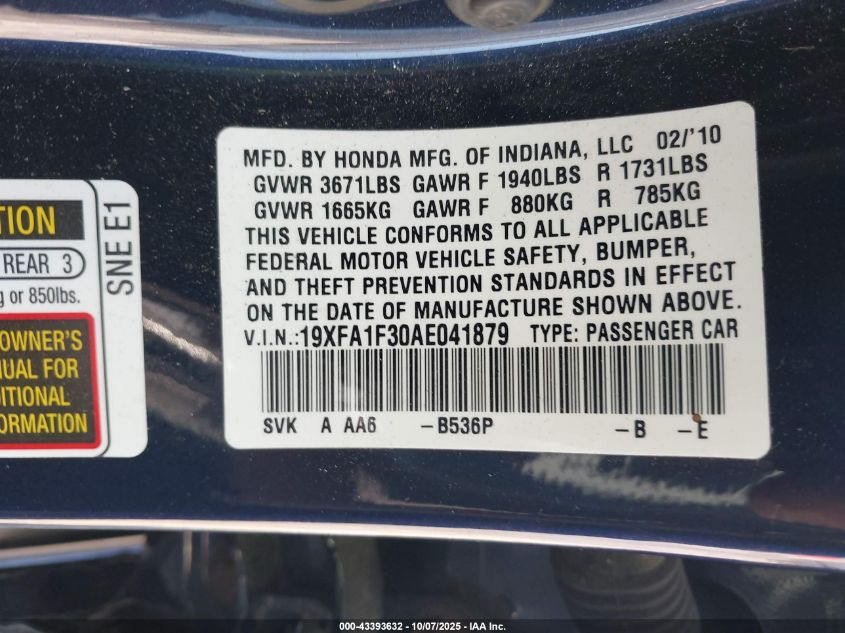 MFD. BY HONDA MFG. OF INDIANA, LLC 02/'10
GVWR 3671LBS GAWR F 1940LBS R 1731LBS
GVWR 1665KG GAWR F 880KG R 785KG
THIS VEHICLE CONFORMS TO ALL APPLICABLE
FEDERAL MOTOR VEHICLE SAFETY, BUMPER,
AND THEFT PREVENTION STANDARDS IN EFFECT
ON THE DATE OF MANUFACTURE SHOWN ABOVE.
V.I.N.:19XFA1F30AE041879 TYPE: PASSENGER CAR
SVK A AA6 -B536P -B -E
TION
REAR 3
g or 850lbs.
OWNER'S
UAL FOR
DITIONAL
ORMATION
SNE E1
000-43393632 - 10/07/2025 - IAA Inc.